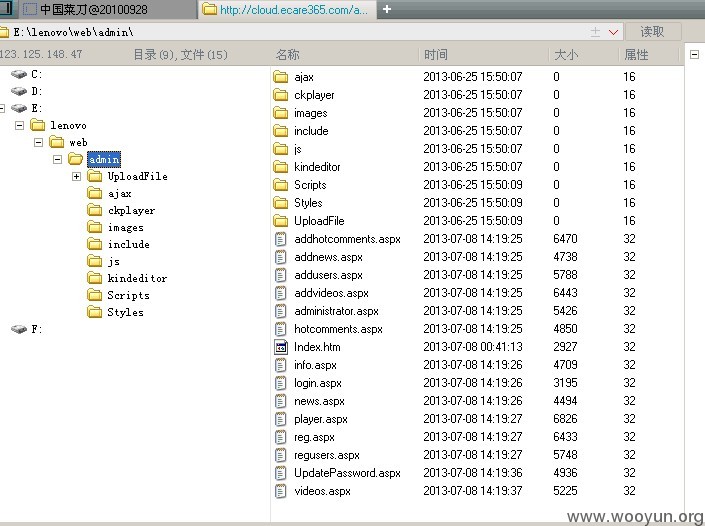 中国菜刀@20100928 http://cloud.ecare365.com/a... +
E:\lenovo\web\admin\ 读取
123.125.148.47 目录(9),文件(15) 名称 时间 大小 属性
C:
D:
E:
lenovo
web
admin
UploadFile
ajax
ckplayer
images
include
js
kindeditor
Scripts
Styles
F:
ajax 2013-06-25 15:50:07 0 16
ckplayer 2013-06-25 15:50:07 0 16
images 2013-06-25 15:50:07 0 16
include 2013-06-25 15:50:07 0 16
js 2013-06-25 15:50:07 0 16
kindeditor 2013-06-25 15:50:07 0 16
Scripts 2013-06-25 15:50:09 0 16
Styles 2013-06-25 15:50:09 0 16
UploadFile 2013-06-25 15:50:09 0 16
addhotcomments.aspx 2013-07-08 14:19:25 6470 32
addnews.aspx 2013-07-08 14:19:25 4738 32
addusers.aspx 2013-07-08 14:19:25 5788 32
addvideos.aspx 2013-07-08 14:19:25 6443 32
administrator.aspx 2013-07-08 14:19:25 5426 32
hotcomments.aspx 2013-07-08 14:19:25 4850 32
Index.htm 2013-07-08 00:41:13 2927 32
info.aspx 2013-07-08 14:19:26 4709 32
login.aspx 2013-07-08 14:19:26 3195 32
news.aspx 2013-07-08 14:19:26 4494 32
player.aspx 2013-07-08 14:19:27 6826 32
reg.aspx 2013-07-08 14:19:27 6433 32
regusers.aspx 2013-07-08 14:19:27 5748 32
UpdatePassword.aspx 2013-07-08 14:19:36 4936 32
videos.aspx 2013-07-08 14:19:37 5225 32
www.wooyun.org